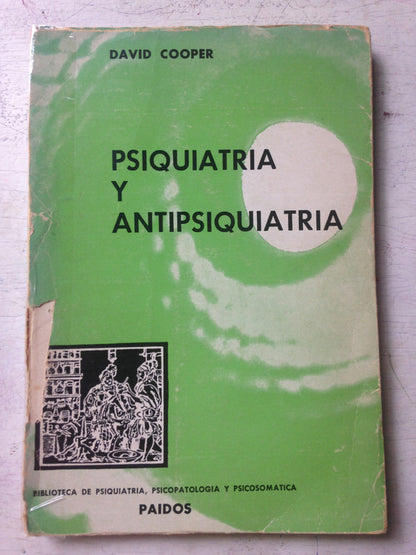 DAVID COOPER
PSIQUIATRIA
Y
ANTIPSIQUIATRIA
BIBLIOTECA DE PSIQUIATRIA, PSICOPATOLOGIA Y PSICOSOMATICA
PAIDOS